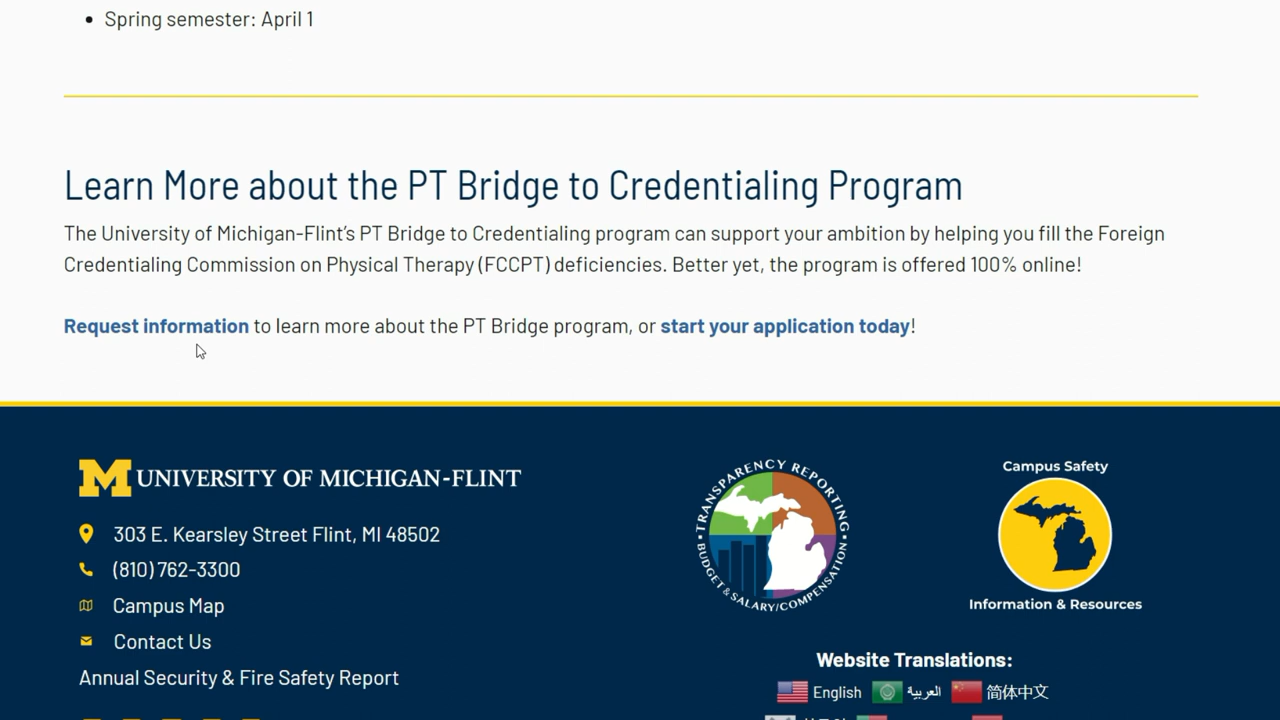 Spring semester: April 1
Learn More about the PT Bridge to Credentialing Program
The University of Michigan-Flint's PT Bridge to Credentialing program can support your ambition by helping you fill the Foreign
Credentialing Commission on Physical Therapy (FCCPT) deficiencies. Better yet, the program is offered 100% online!
Request information to learn more about the PT Bridge program, or start your application today!
M UNIVERSITY OF MICHIGAN-FLINT
303 E. Kearsley Street Flint, MI 48502
(810) 762-3300
Campus Map
Contact Us
Annual Security & Fire Safety Report
TRANSPARENCY REPORTING
BUDGET & SALARY/COMPENSATION
Campus Safety
Information & Resources
Website Translations:
English العربية 简体中文